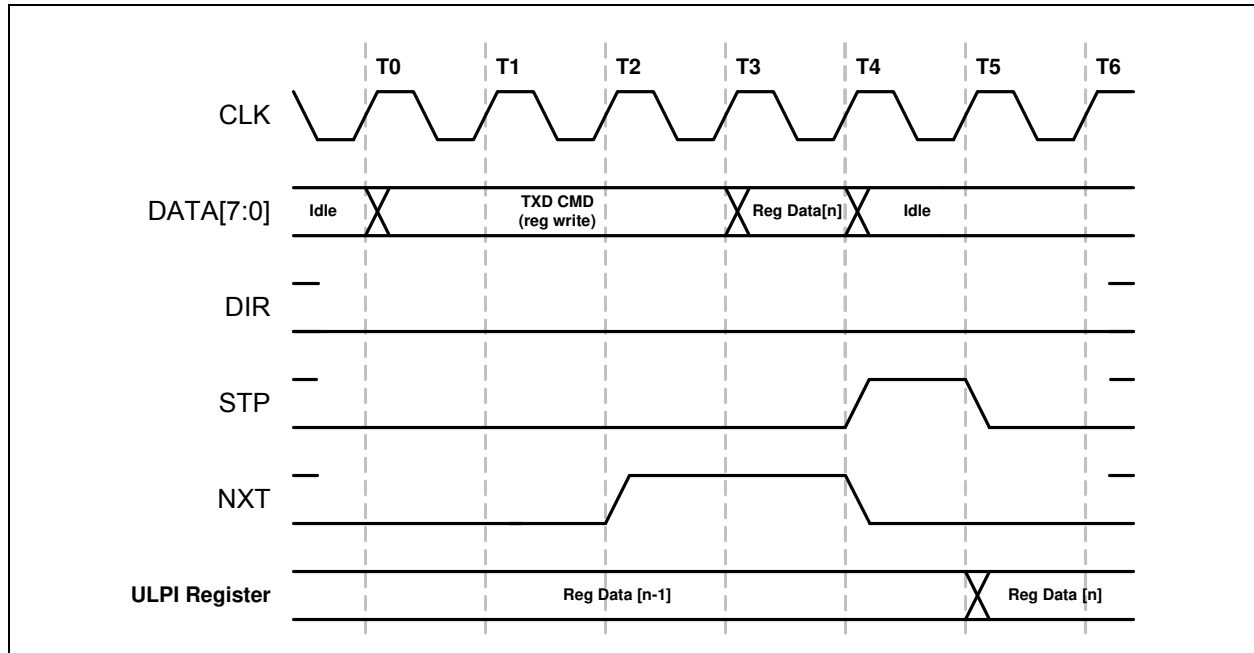 T0 T1 T2 T3 T4 T5 T6
CLK
DATA[7:0] Idle TXD CMD Reg Data[n] Idle
(reg write)
DIR
STP
NXT
ULPI Register Reg Data [n-1] Reg Data [n]